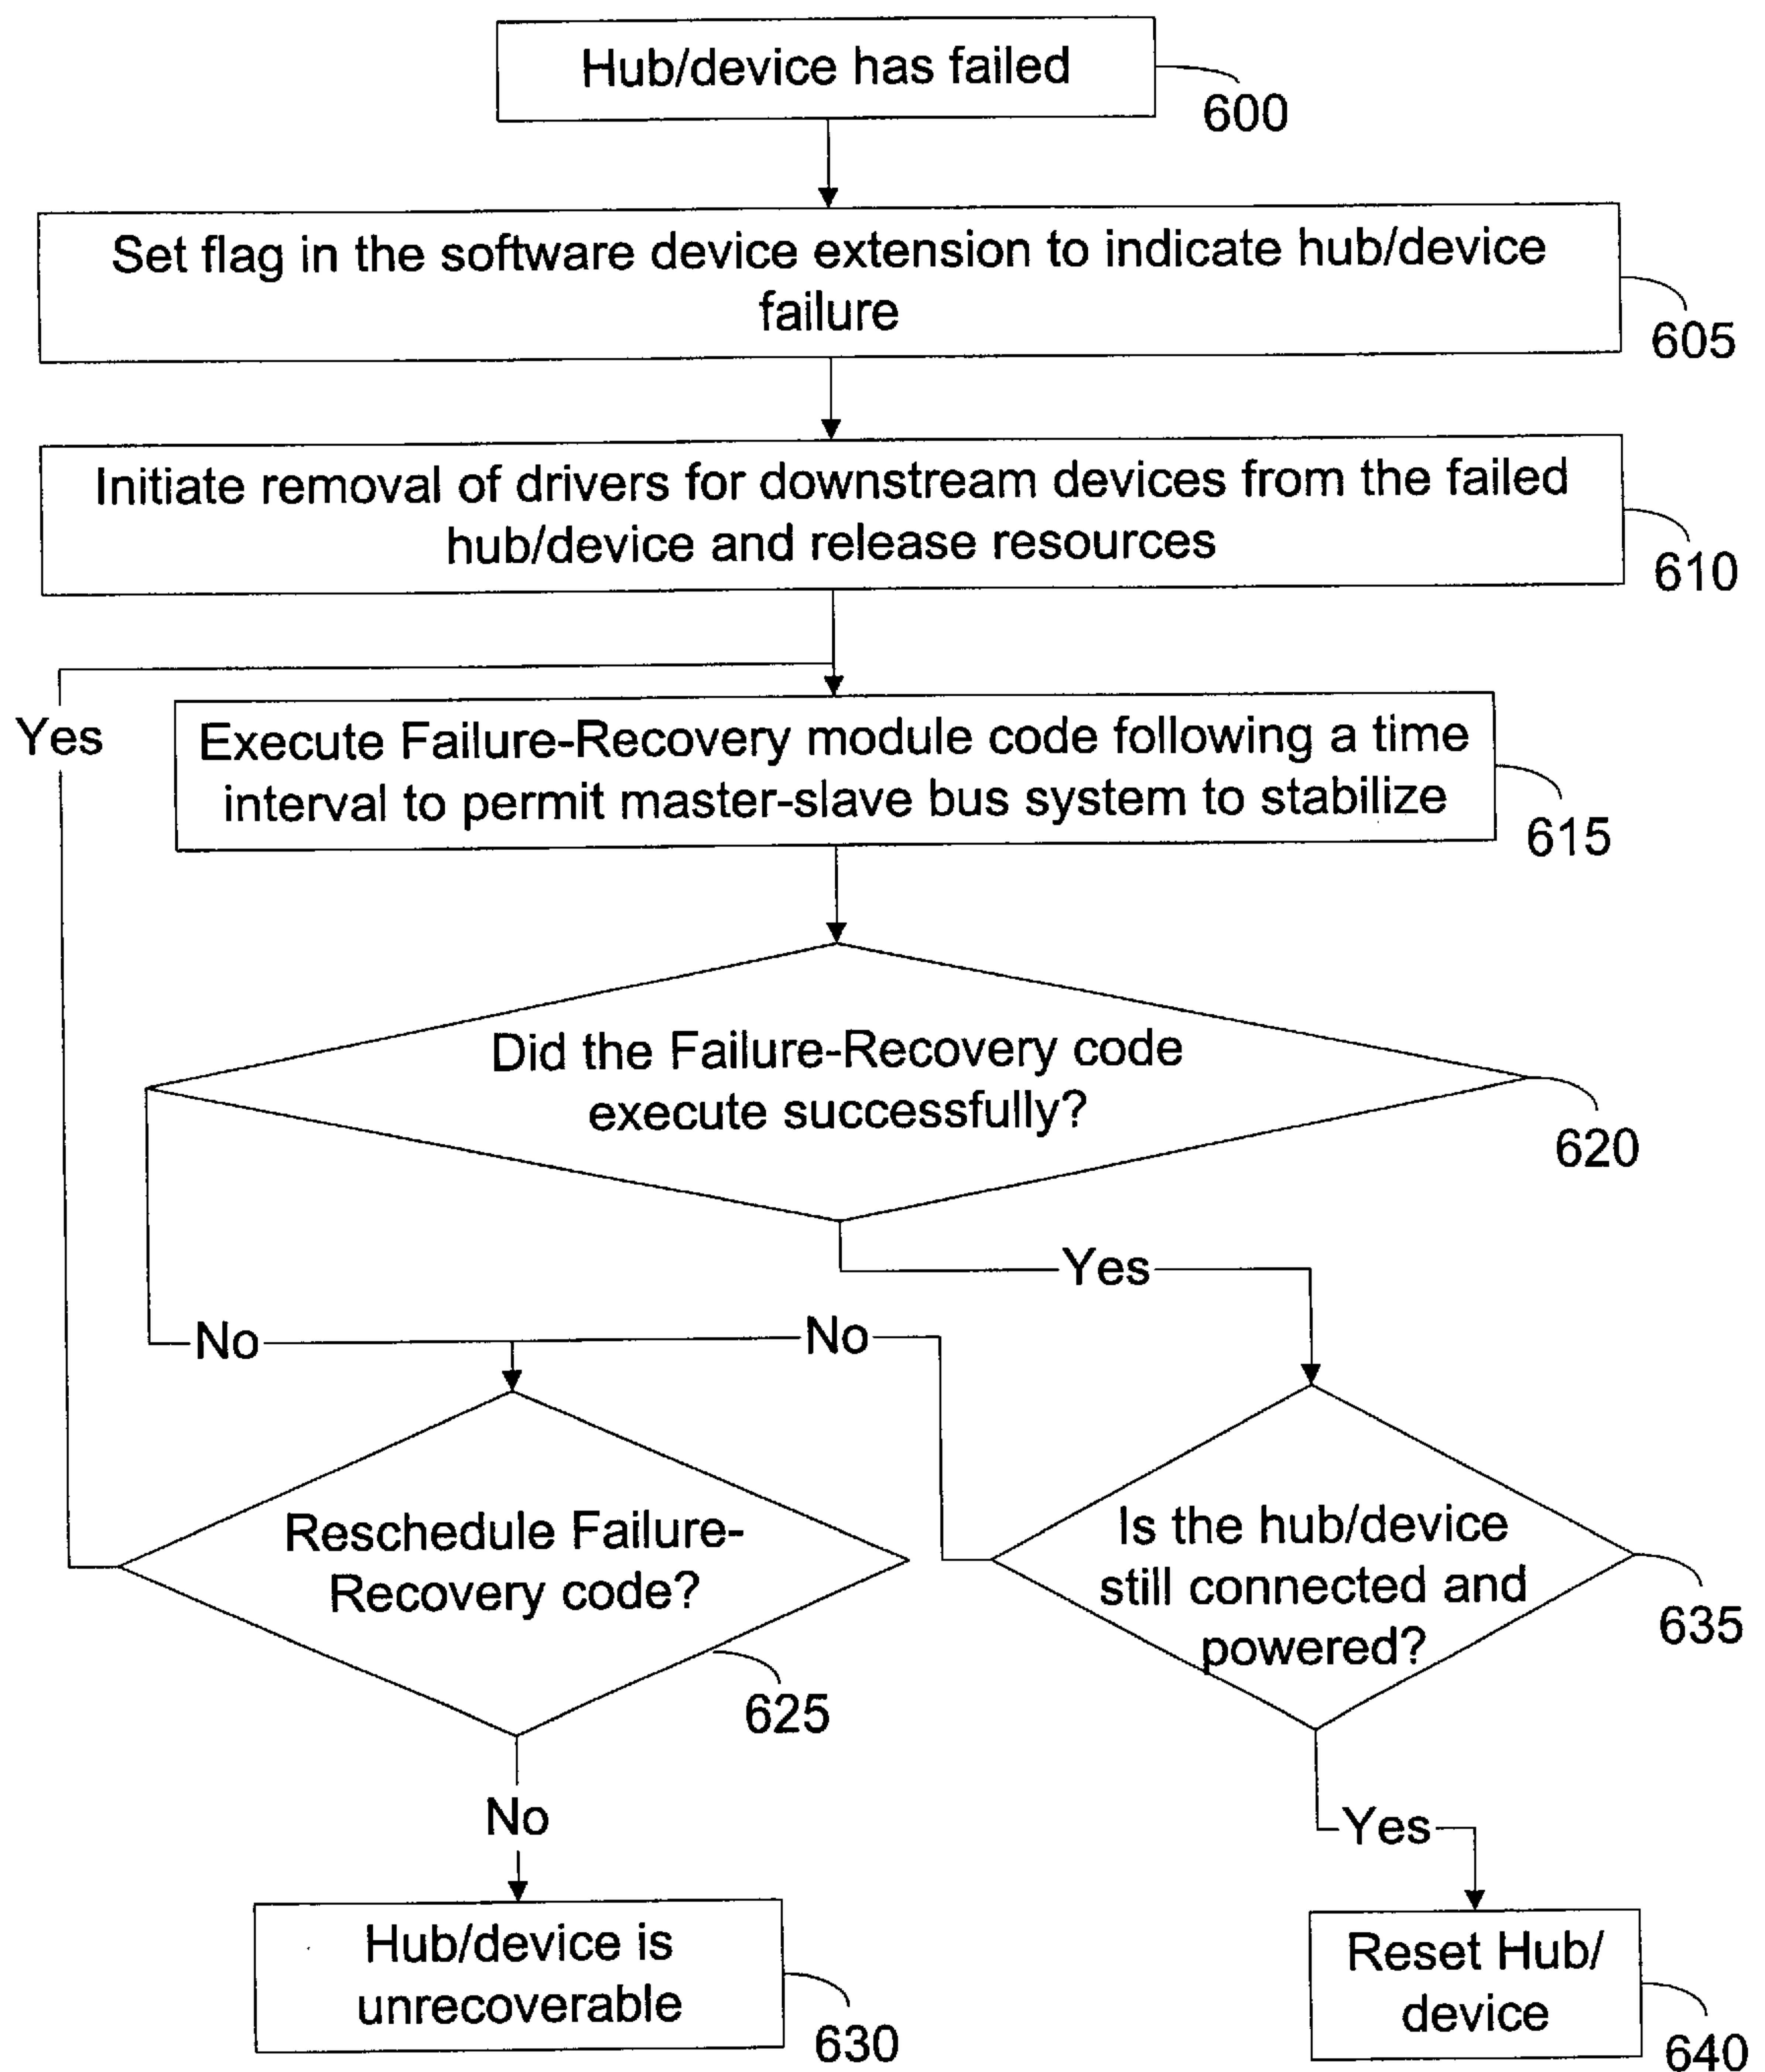 Hub/device has failed
600
Set flag in the software device extension to indicate hub/device
failure
605
Initiate removal of drivers for downstream devices from the failed
hub/device and release resources
610
Yes
Execute Failure-Recovery module code following a time
interval to permit master-slave bus system to stabilize
615
Did the Failure-Recovery code
execute successfully?
620
Yes
No
No
Reschedule Failure-
Recovery code?
625
Is the hub/device
still connected and
powered?
635
No
Yes
Hub/device is
unrecoverable
630
Reset Hub/
device
640